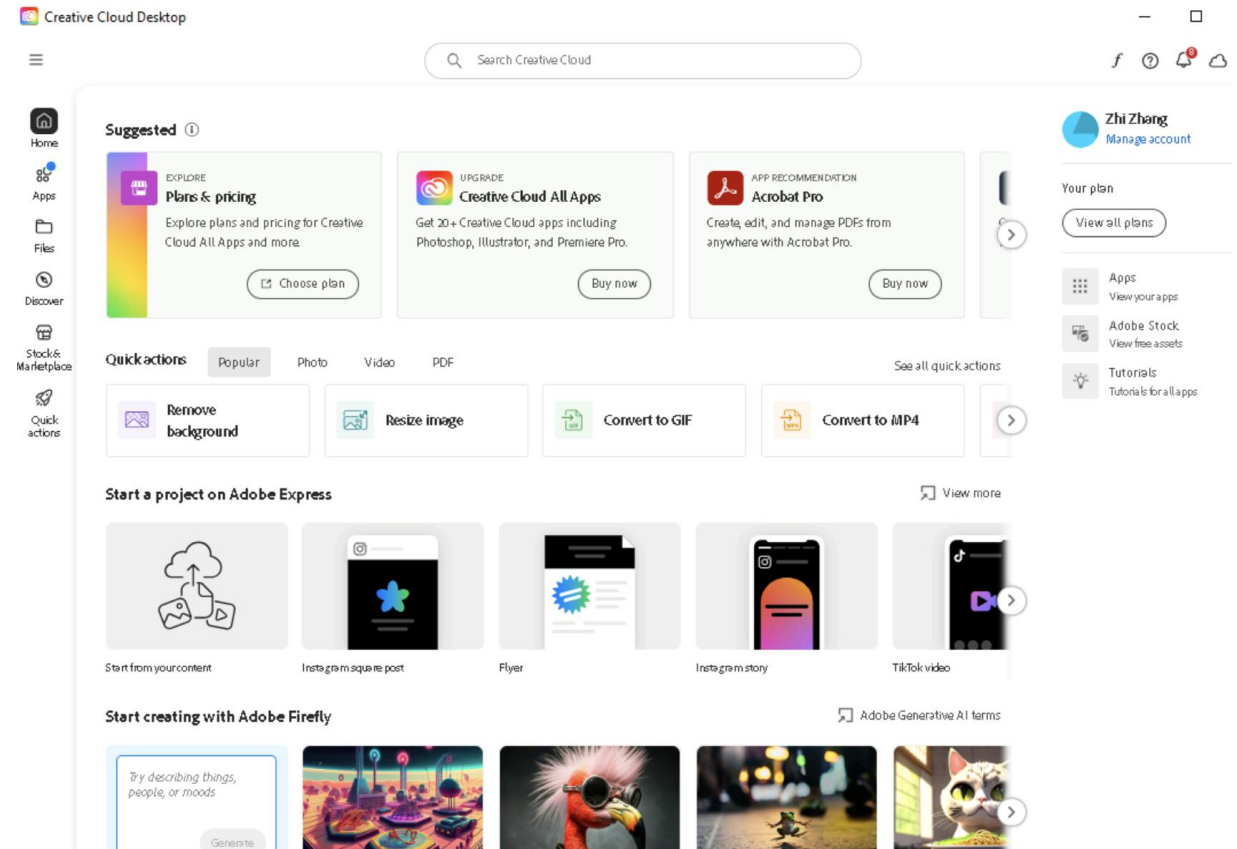 Creative Cloud Desktop
Search Creative Cloud
8
Home
Apps
Files
Discover
Stock &
Marketplace
Quick
actions
Suggested
EXPLORE
Plans & pricing
Explore plans and pricing for Creative
Cloud All Apps and more.
Choose plan
UPGRADE
Creative Cloud All Apps
Get 20+ Creative Cloud apps including
Photoshop, Illustrator, and Premiere Pro.
Buy now
APP RECOMMENDATION
Acrobat Pro
Create, edit, and manage PDFs from
anywhere with Acrobat Pro.
Buy now
Quick actions
Popular
Photo
Video
PDF
See all quick actions
Remove
background
Resize image
GIF
Convert to GIF
MP4
Convert to MP4
Start a project on Adobe Express
View more
Start from your content
Instagram square post
Flyer
Instagram story
TikTok video
Start creating with Adobe Firefly
Adobe Generative AI terms
Try describing things,
people, or moods
Generate
Zhi Zhang
Manage account
Your plan
View all plans
Apps
View your apps
Adobe Stock
View free assets
Tutorials
Tutorials for all apps